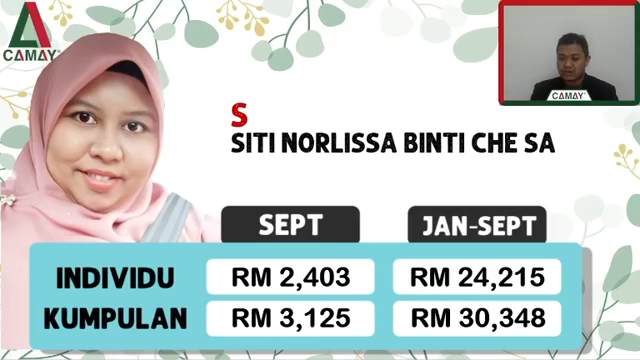 CAMAY
CAMAY
S
SITI NORLISSA BINTI CHE SA
SEPT
JAN-SEPT
INDIVIDU
RM 2,403
RM 24,215
KUMPULAN
RM 3,125
RM 30,348